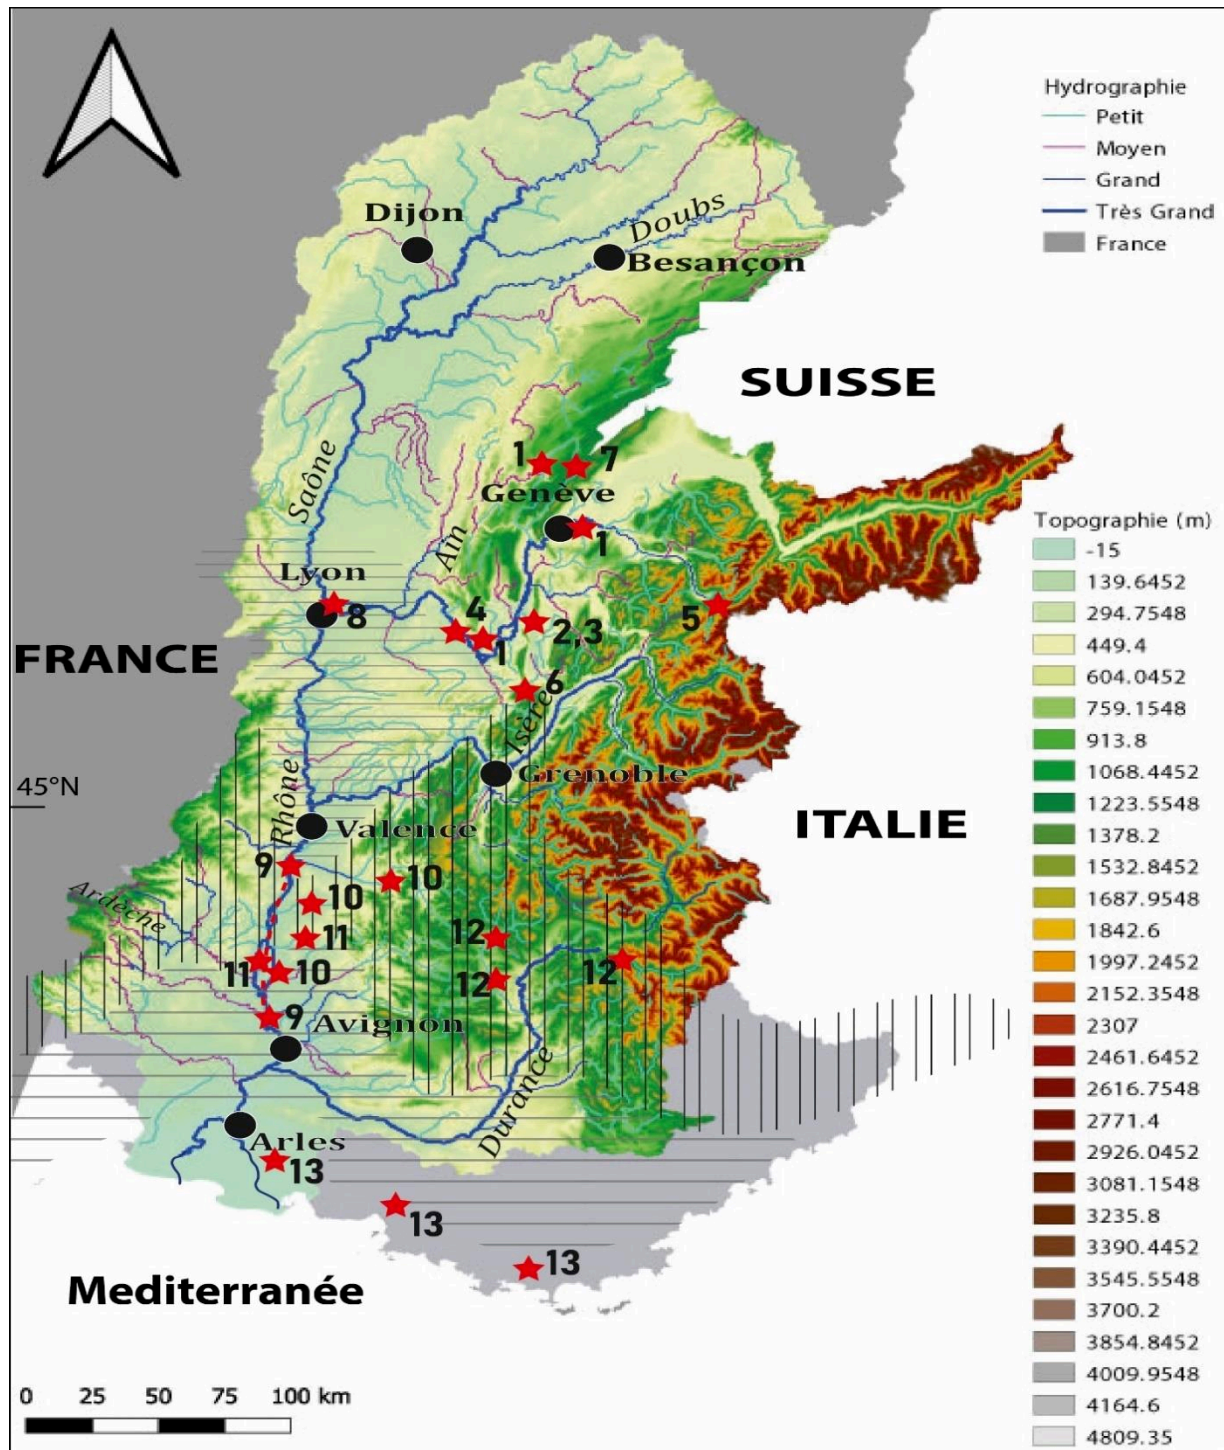 Hydrographie
Petit
Moyen
Grand
Très Grand
France
Dijon
Doubs
Besançon
SUISSE
Saône
1
7
Genève
1
Ain
Lyon
8
4
1
2,3
5
FRANCE
6
Isère
Grenoble
45°N
Rhône
Valence
ITALIE
9
10
10
Ardèche
11
12
11
10
12
12
9
Avignon
Durance
Arles
13
13
13
Mediterranée
0 25 50 75 100 km
Topographie (m)
-15
139.6452
294.7548
449.4
604.0452
759.1548
913.8
1068.4452
1223.5548
1378.2
1532.8452
1687.9548
1842.6
1997.2452
2152.3548
2307
2461.6452
2616.7548
2771.4
2926.0452
3081.1548
3235.8
3390.4452
3545.5548
3700.2
3854.8452
4009.9548
4164.6
4809.35